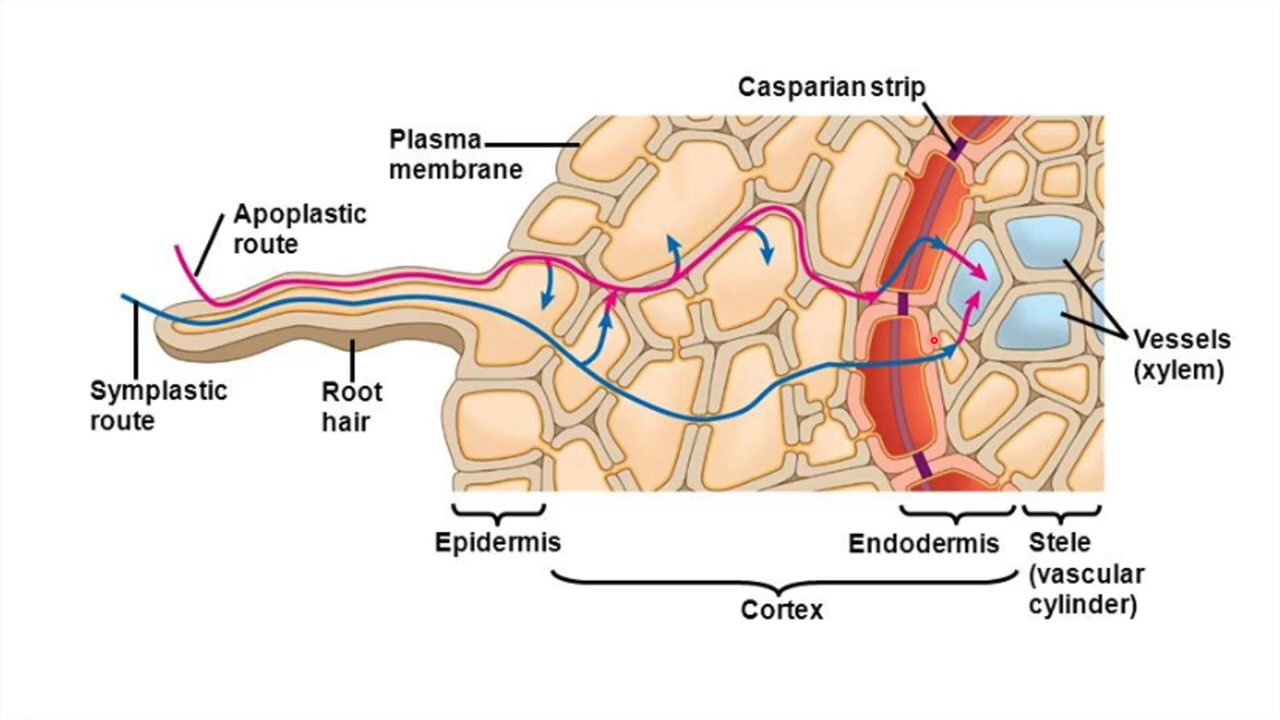 Casparian strip
Plasma
membrane
Apoplastic
route
Symplastic
route
Root
hair
Vessels
(xylem)
Epidermis
Endodermis
Stele
(vascular
cylinder)
Cortex